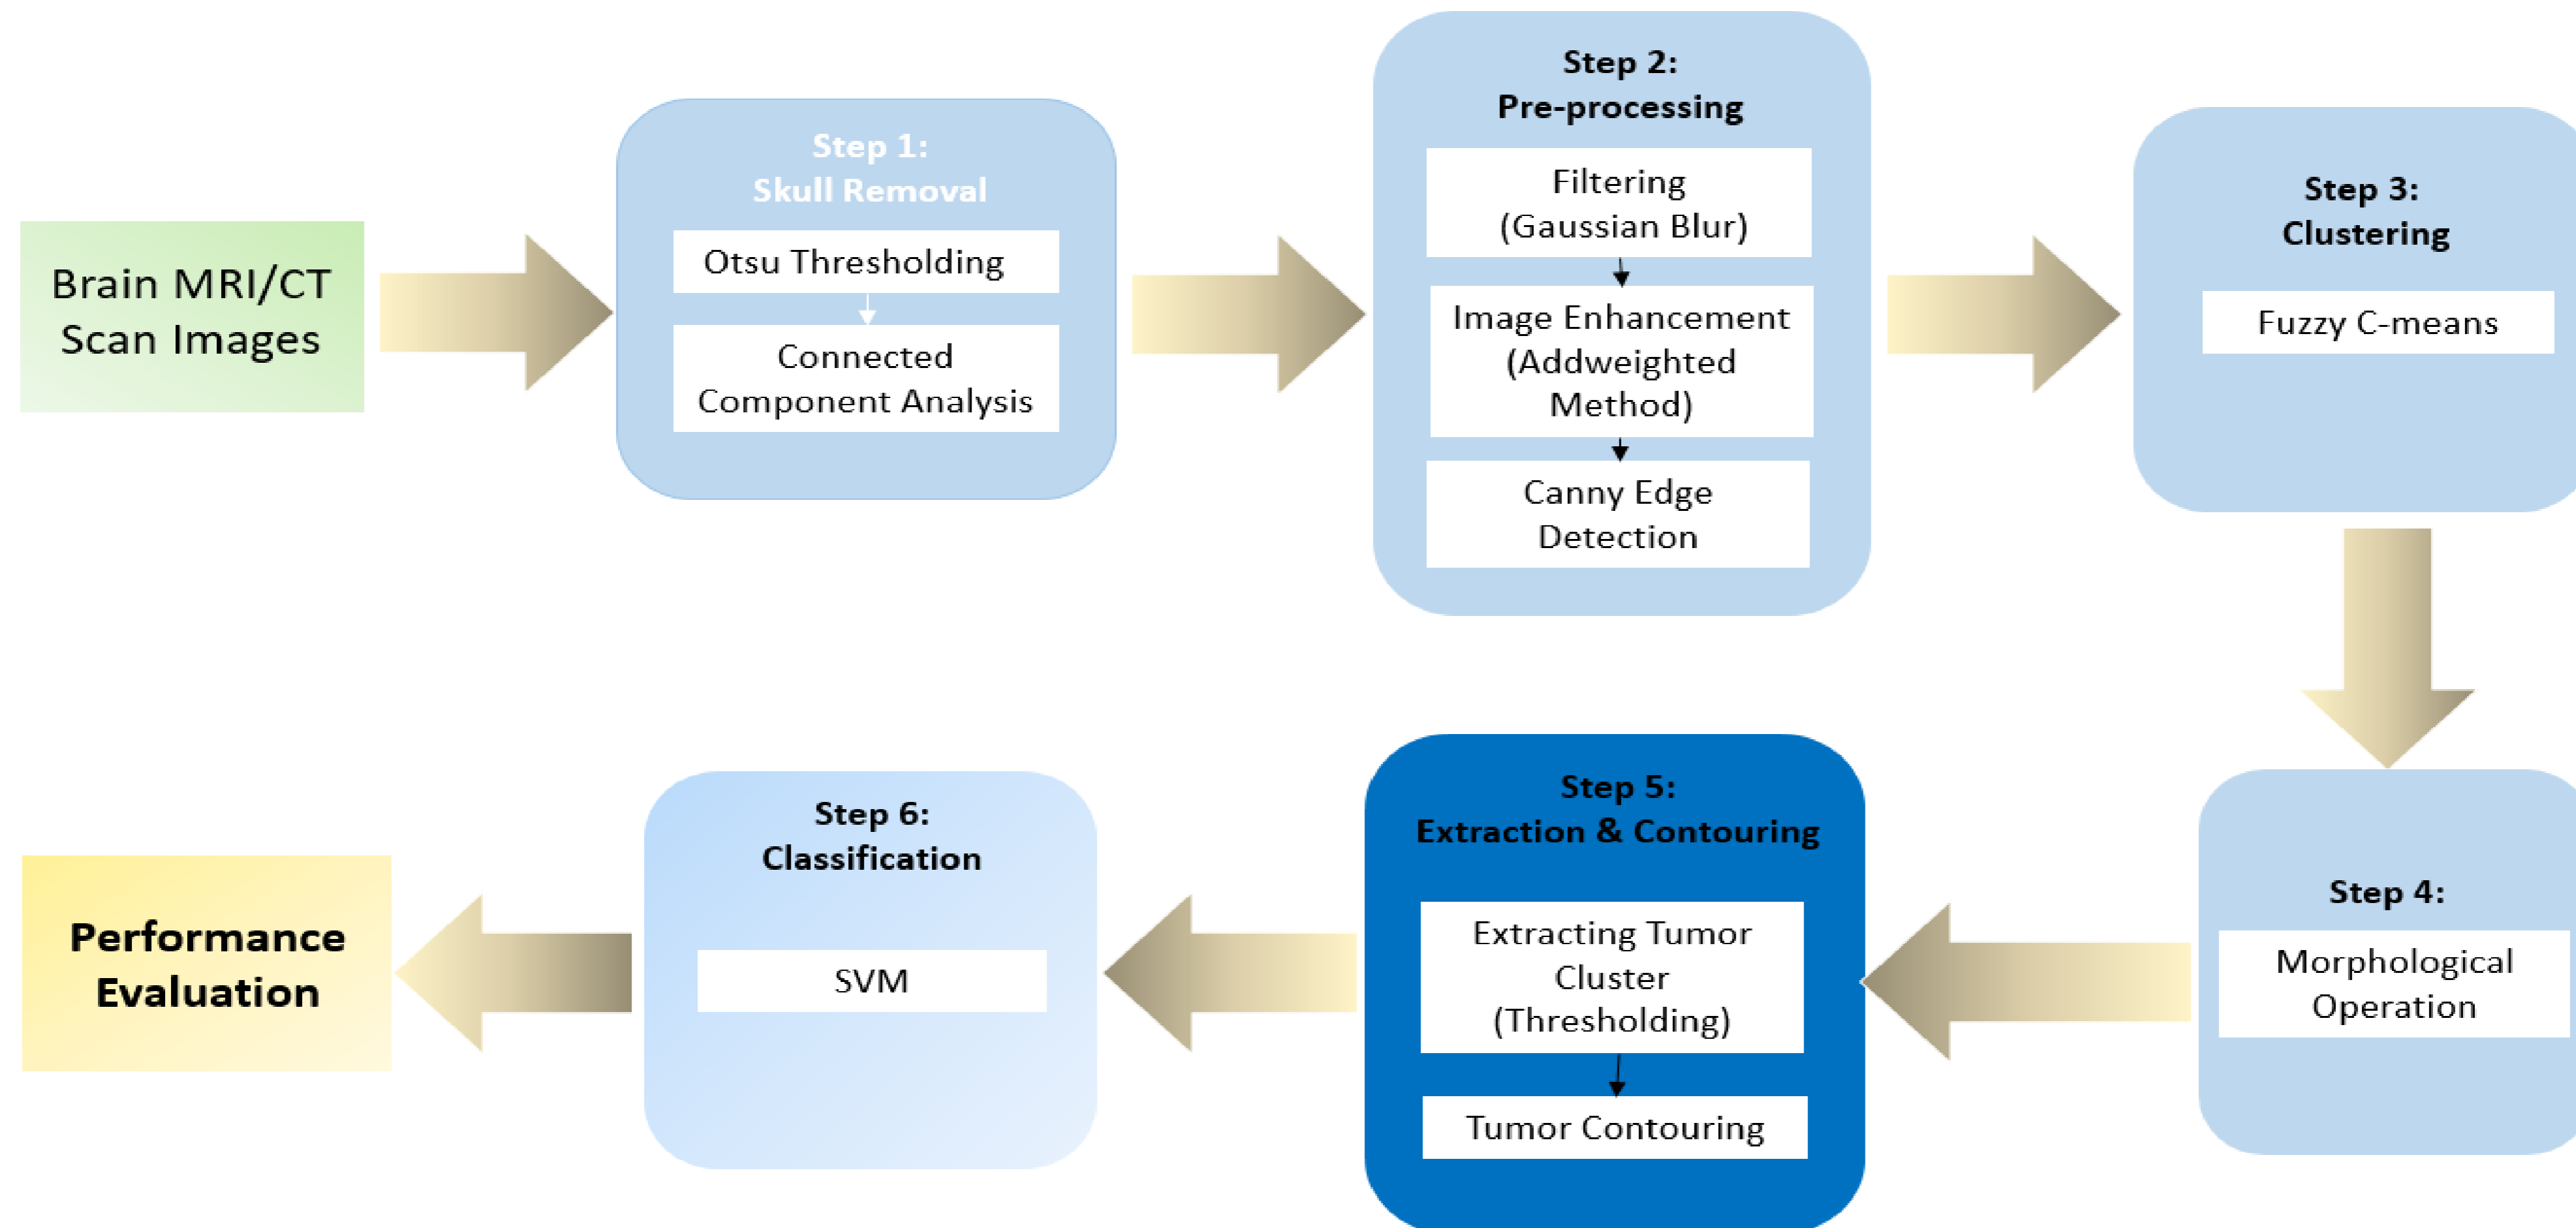 Brain MRI/CT
Scan Images
Step 1:
Skull Removal
Otsu Thresholding
Connected
Component Analysis
Step 2:
Pre-processing
Filtering
(Gaussian Blur)
Image Enhancement
(Addweighted
Method)
Canny Edge
Detection
Step 3:
Clustering
Fuzzy C-means
Step 4:
Morphological
Operation
Step 5:
Extraction & Contouring
Extracting Tumor
Cluster
(Thresholding)
Tumor Contouring
Step 6:
Classification
SVM
Performance
Evaluation